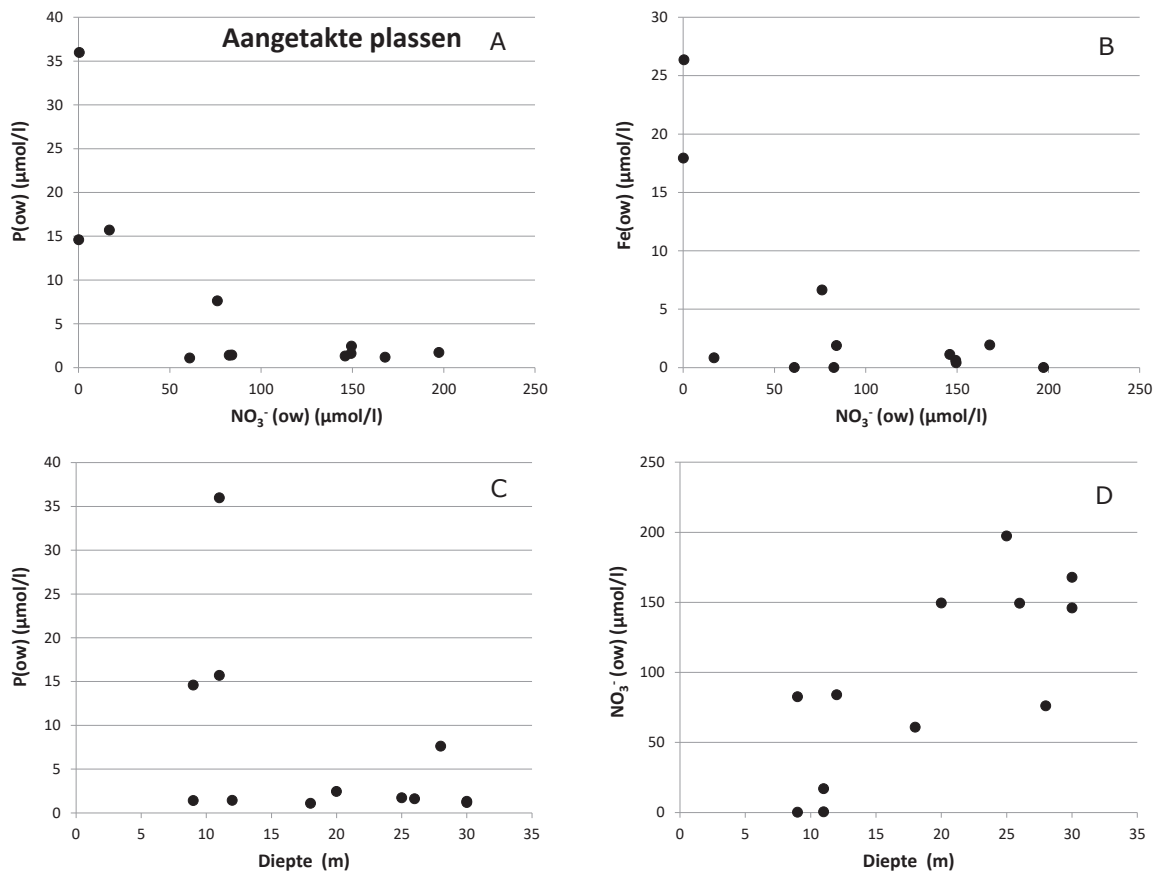 Aangetakte plassen
A
40
35
30
25
20
15
10
5
0
P(ow) (µmol/l)
0 50 100 150 200 250
NO₃⁻ (ow) (µmol/l)
B
30
25
20
15
10
5
0
Fe(ow) (µmol/l)
0 50 100 150 200 250
NO₃⁻ (ow) (µmol/l)
C
40
35
30
25
20
15
10
5
0
P(ow) (µmol/l)
0 5 10 15 20 25 30 35
Diepte (m)
D
250
200
150
100
50
0
NO₃⁻ (ow) (µmol/l)
0 5 10 15 20 25 30 35
Diepte (m)